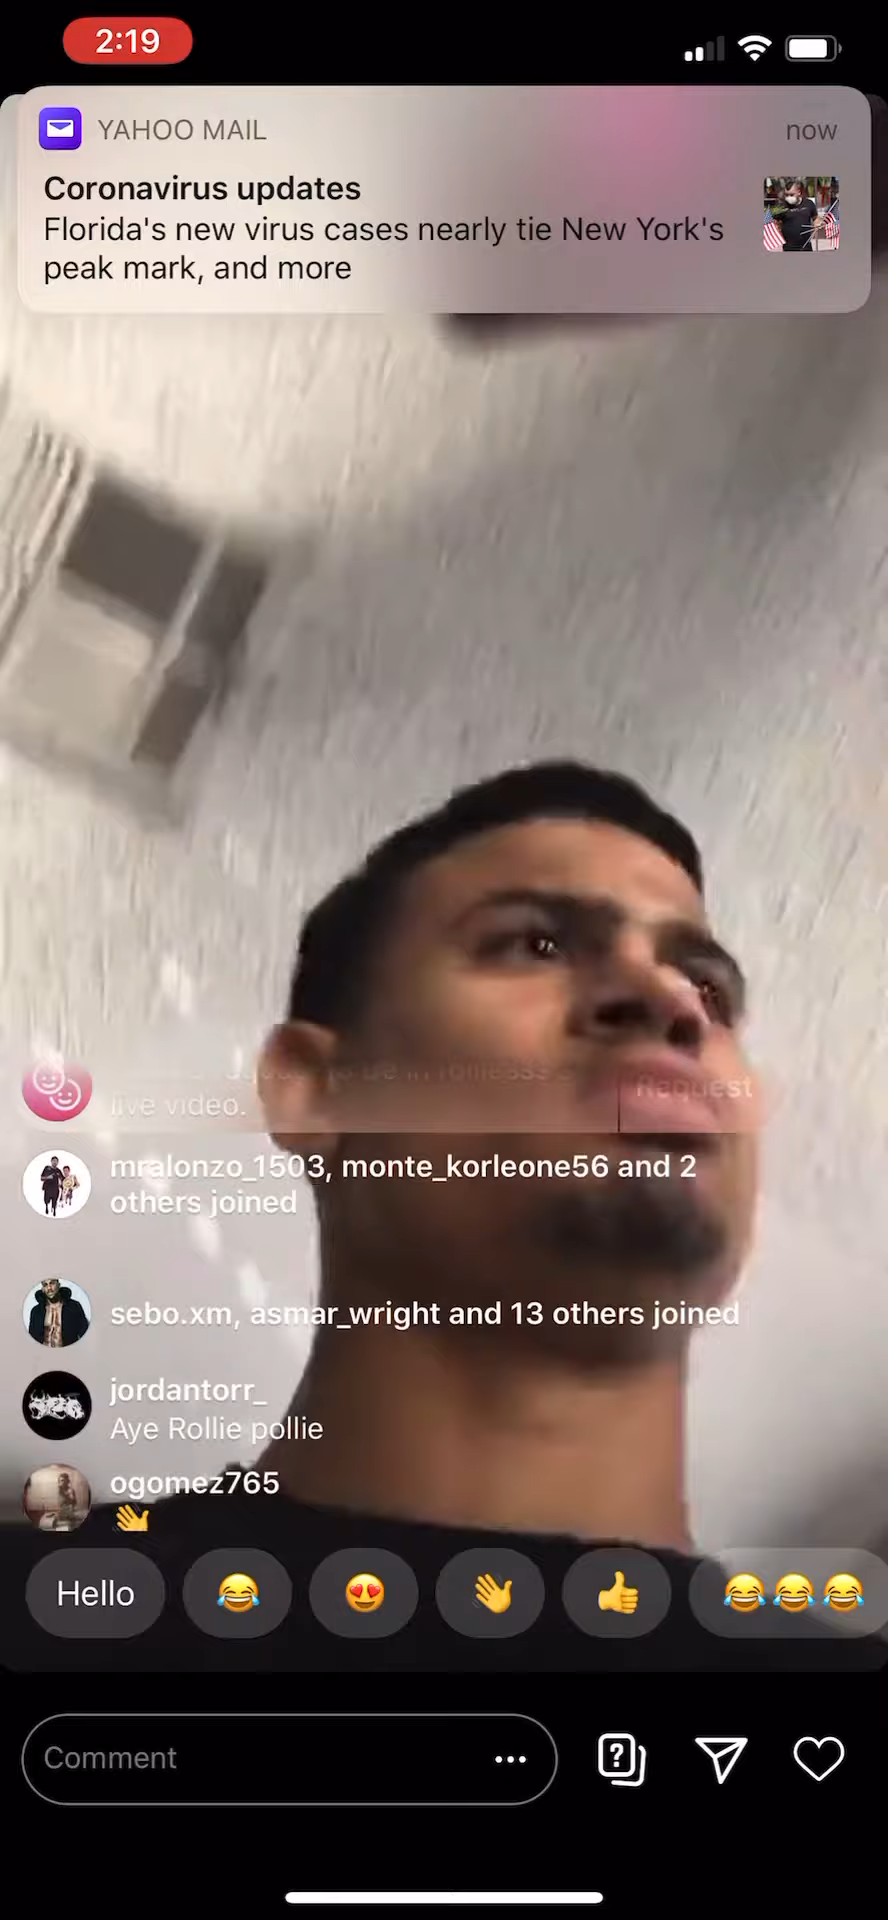 2:19
YAHOO MAIL
now
Coronavirus updates
Florida's new virus cases nearly tie New York's
peak mark, and more
live video.
Request
mralonzo_1503, monte_korleone56 and 2
others joined
sebo.xm, asmar_wright and 13 others joined
jordantorr_
Aye Rollie pollie
ogomez765
👋
Hello 😂 😍 👋 👍 😂😂😂
Comment